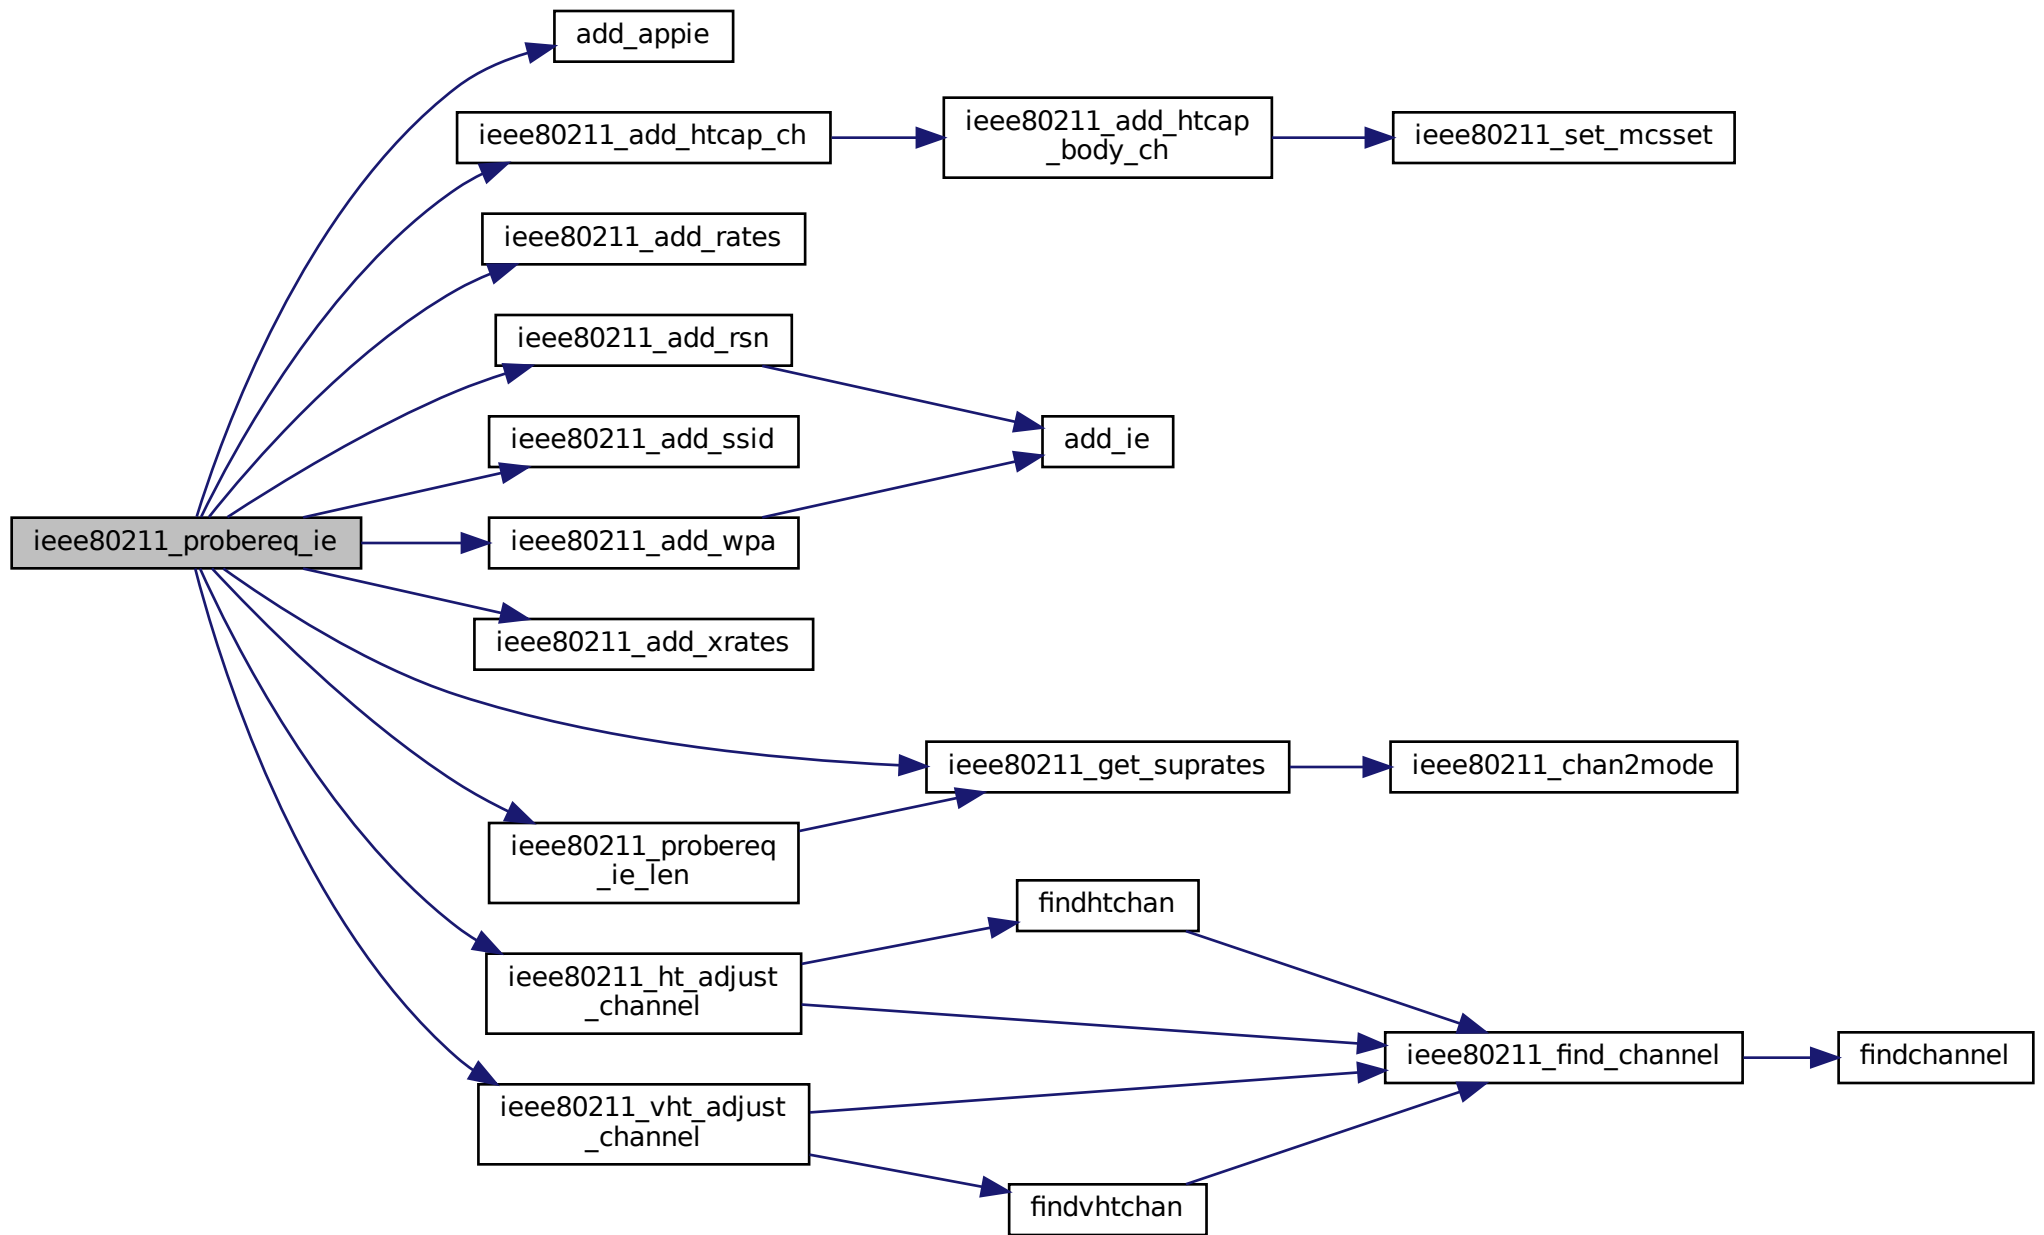 add_appie
ieee80211_add_htcap_ch
ieee80211_add_htcap
_body_ch
ieee80211_set_mcsset
ieee80211_add_rates
ieee80211_add_rsn
ieee80211_add_ssid
add_ie
ieee80211_probereq_ie
ieee80211_add_wpa
ieee80211_add_xrates
ieee80211_get_suprates
ieee80211_chan2mode
ieee80211_probereq
_ie_len
findhtchan
ieee80211_ht_adjust
_channel
ieee80211_find_channel
findchannel
ieee80211_vht_adjust
_channel
findvhtchan